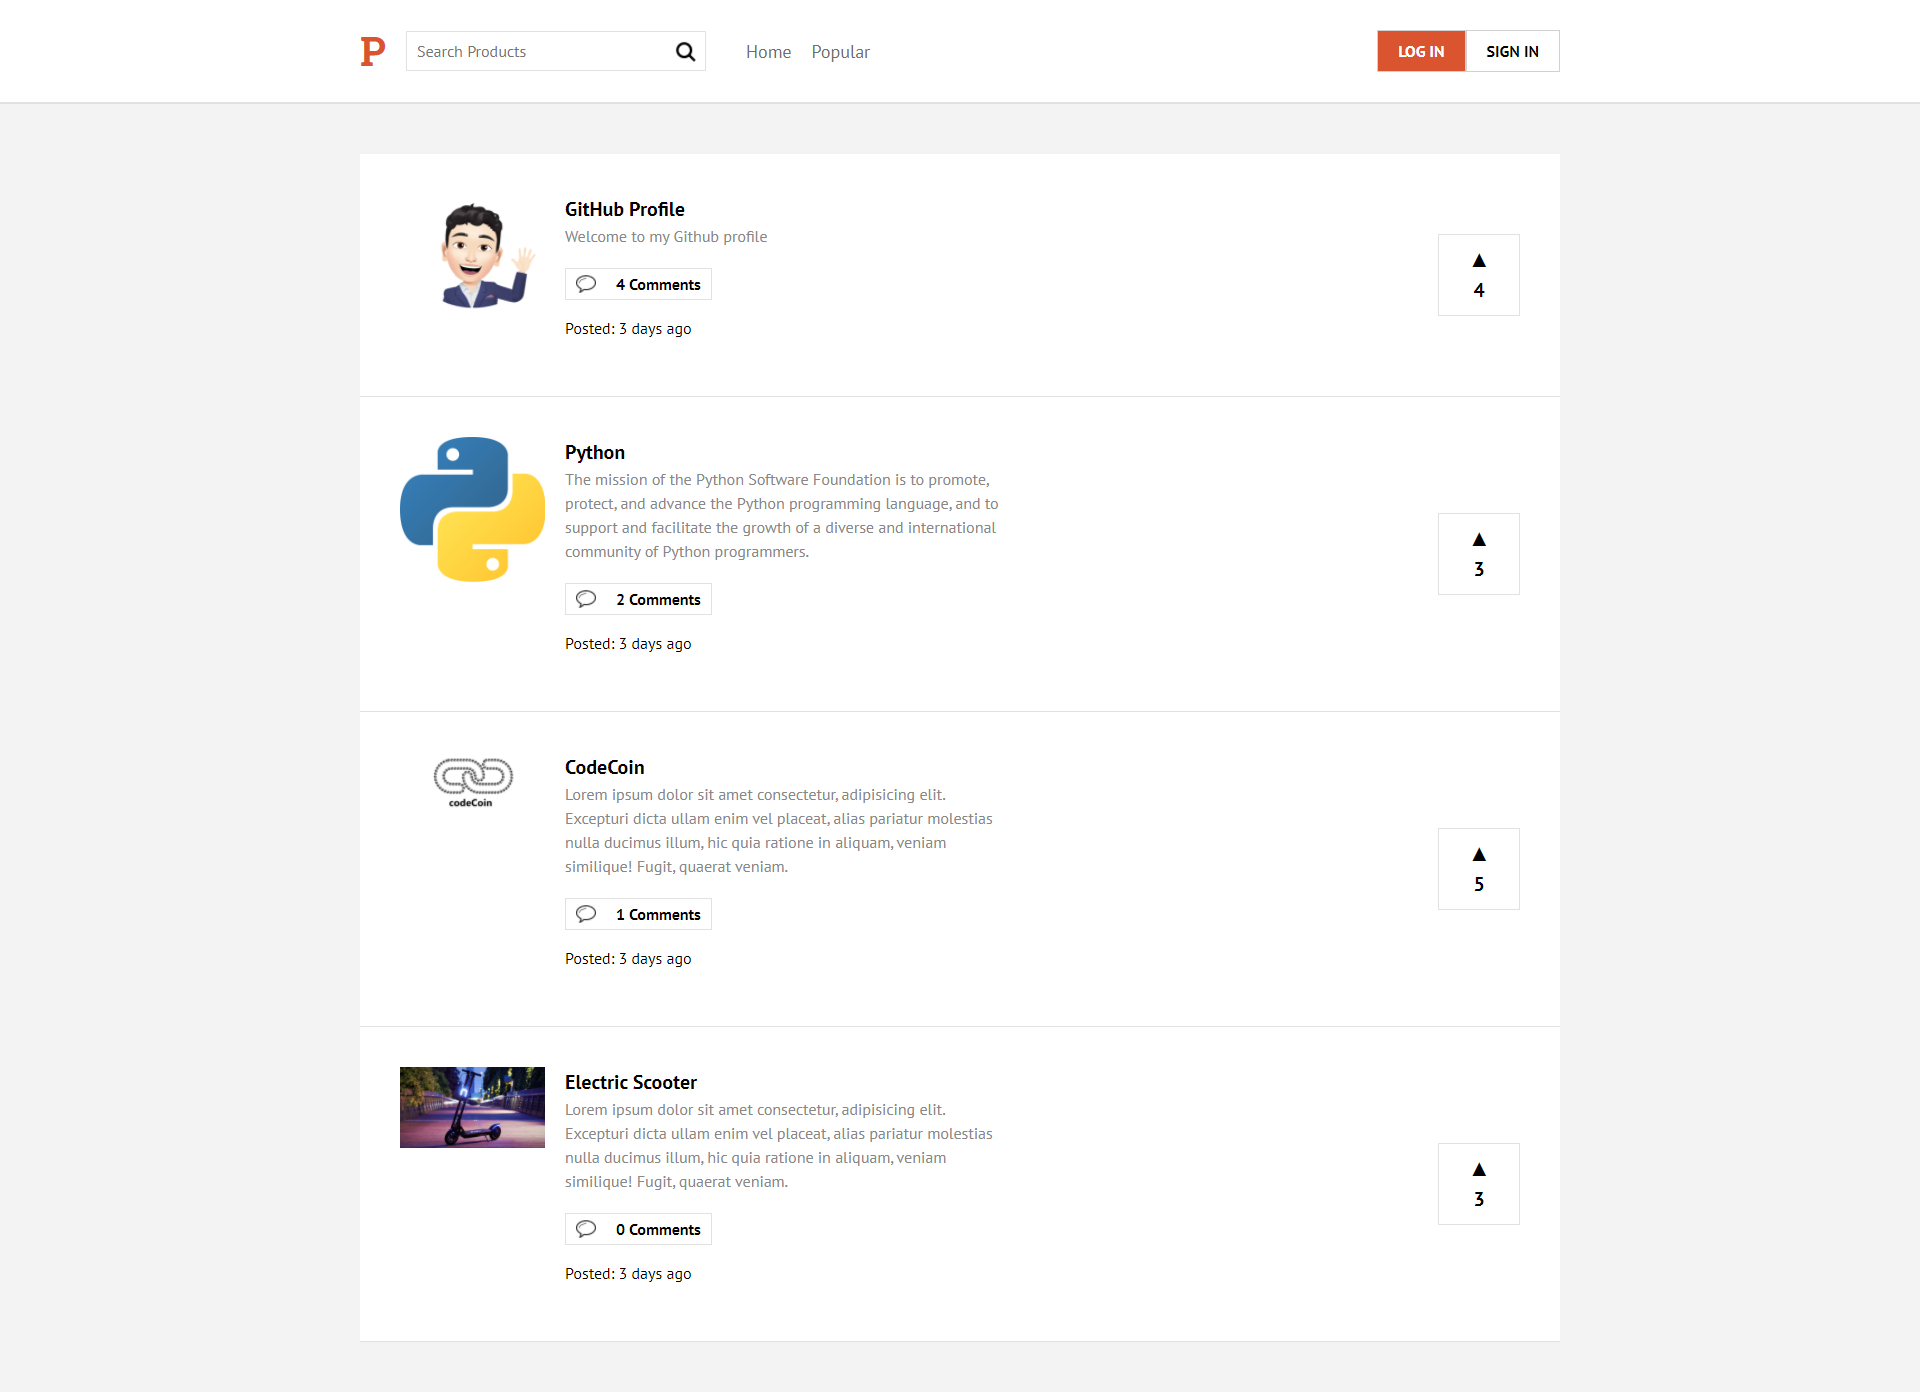 P
Search Products
Home
Popular
LOG IN
SIGN IN
GitHub Profile
Welcome to my Github profile
4 Comments
Posted: 3 days ago
▲
4
Python
The mission of the Python Software Foundation is to promote,
protect, and advance the Python programming language, and to
support and facilitate the growth of a diverse and international
community of Python programmers.
2 Comments
Posted: 3 days ago
▲
3
codeCoin
CodeCoin
Lorem ipsum dolor sit amet consectetur, adipisicing elit.
Excepturi dicta ullam enim vel placeat, alias pariatur molestias
nulla ducimus illum, hic quia ratione in aliquam, veniam
similique! Fugit, quaerat veniam.
1 Comments
Posted: 3 days ago
▲
5
Electric Scooter
Lorem ipsum dolor sit amet consectetur, adipisicing elit.
Excepturi dicta ullam enim vel placeat, alias pariatur molestias
nulla ducimus illum, hic quia ratione in aliquam, veniam
similique! Fugit, quaerat veniam.
0 Comments
Posted: 3 days ago
▲
3